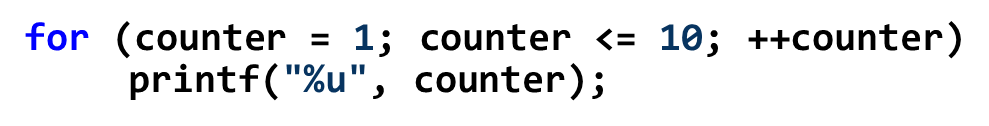 for (counter = 1; counter <= 10; ++counter)
    printf("%u", counter);